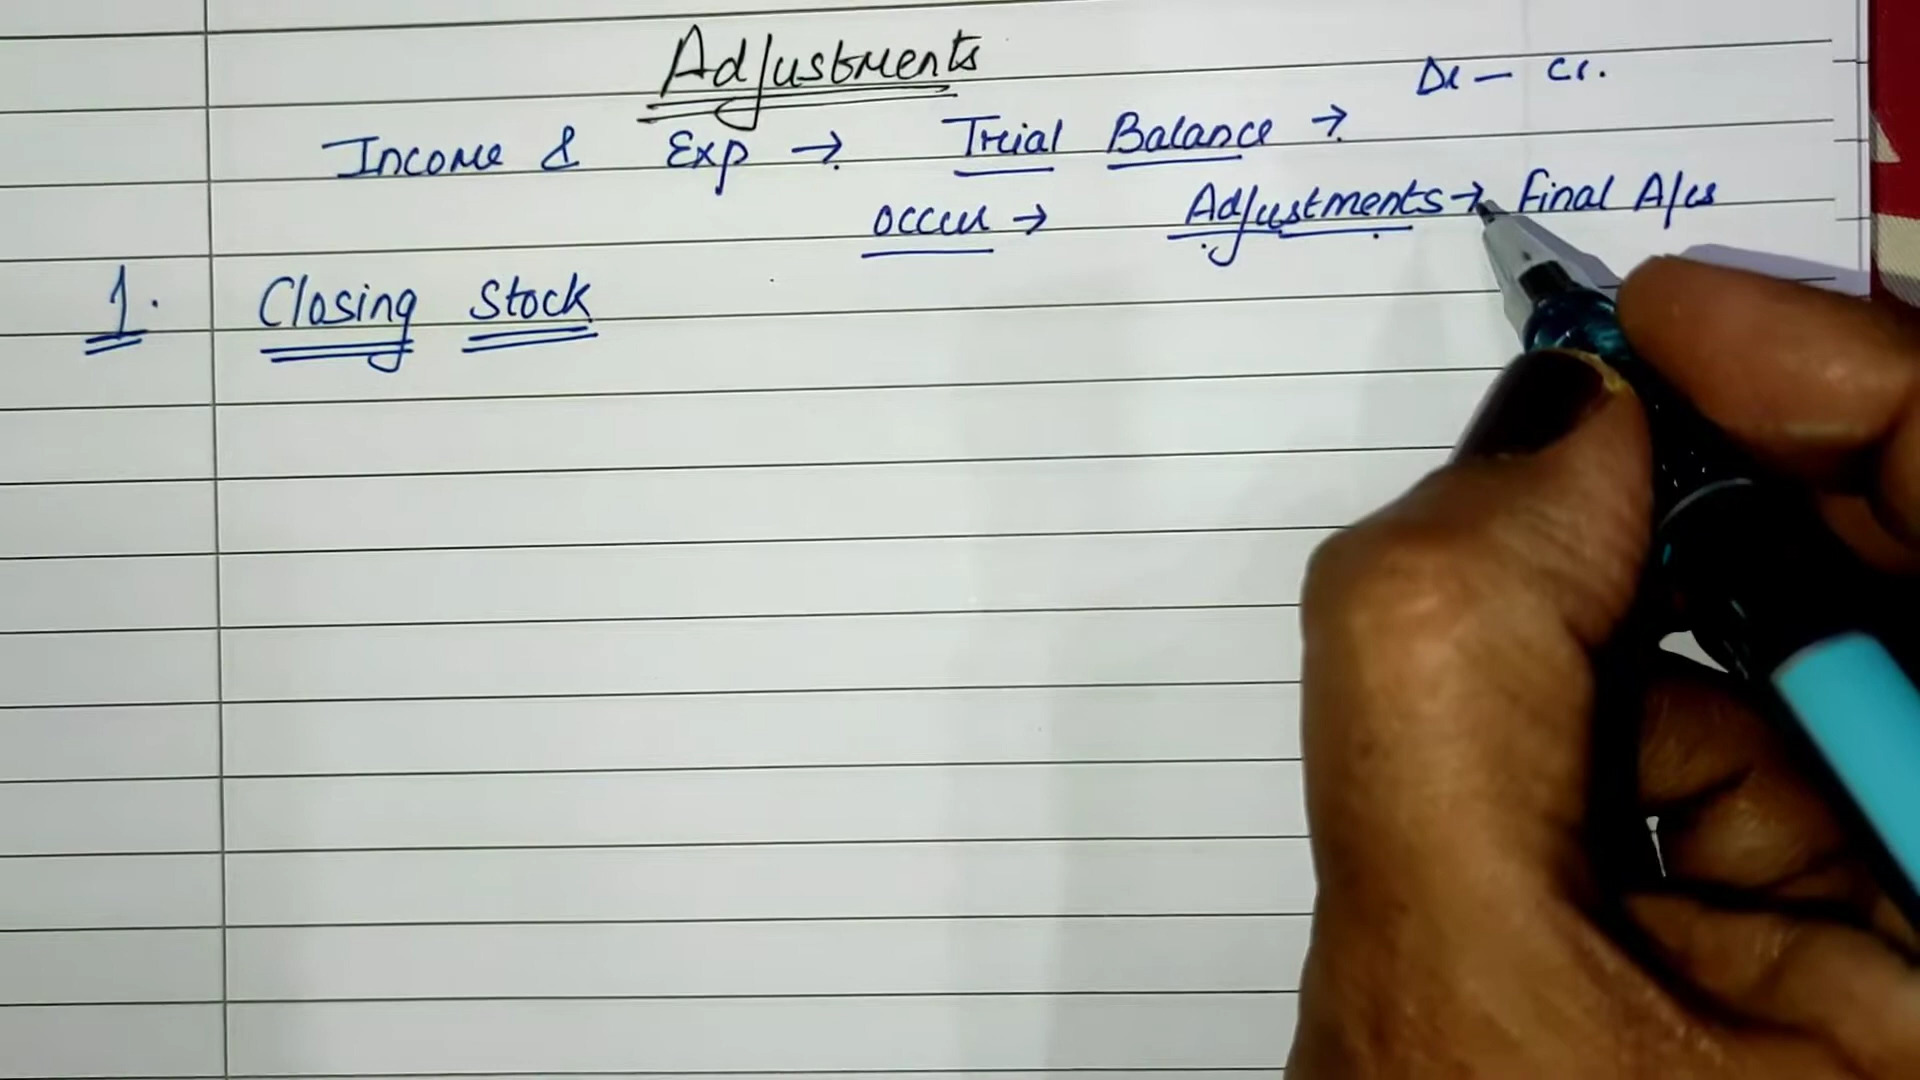 Adjustments
Dr - Cr.
Income & Exp → Trial Balance →
occur → Adjustments → Final A/cs
1. Closing Stock